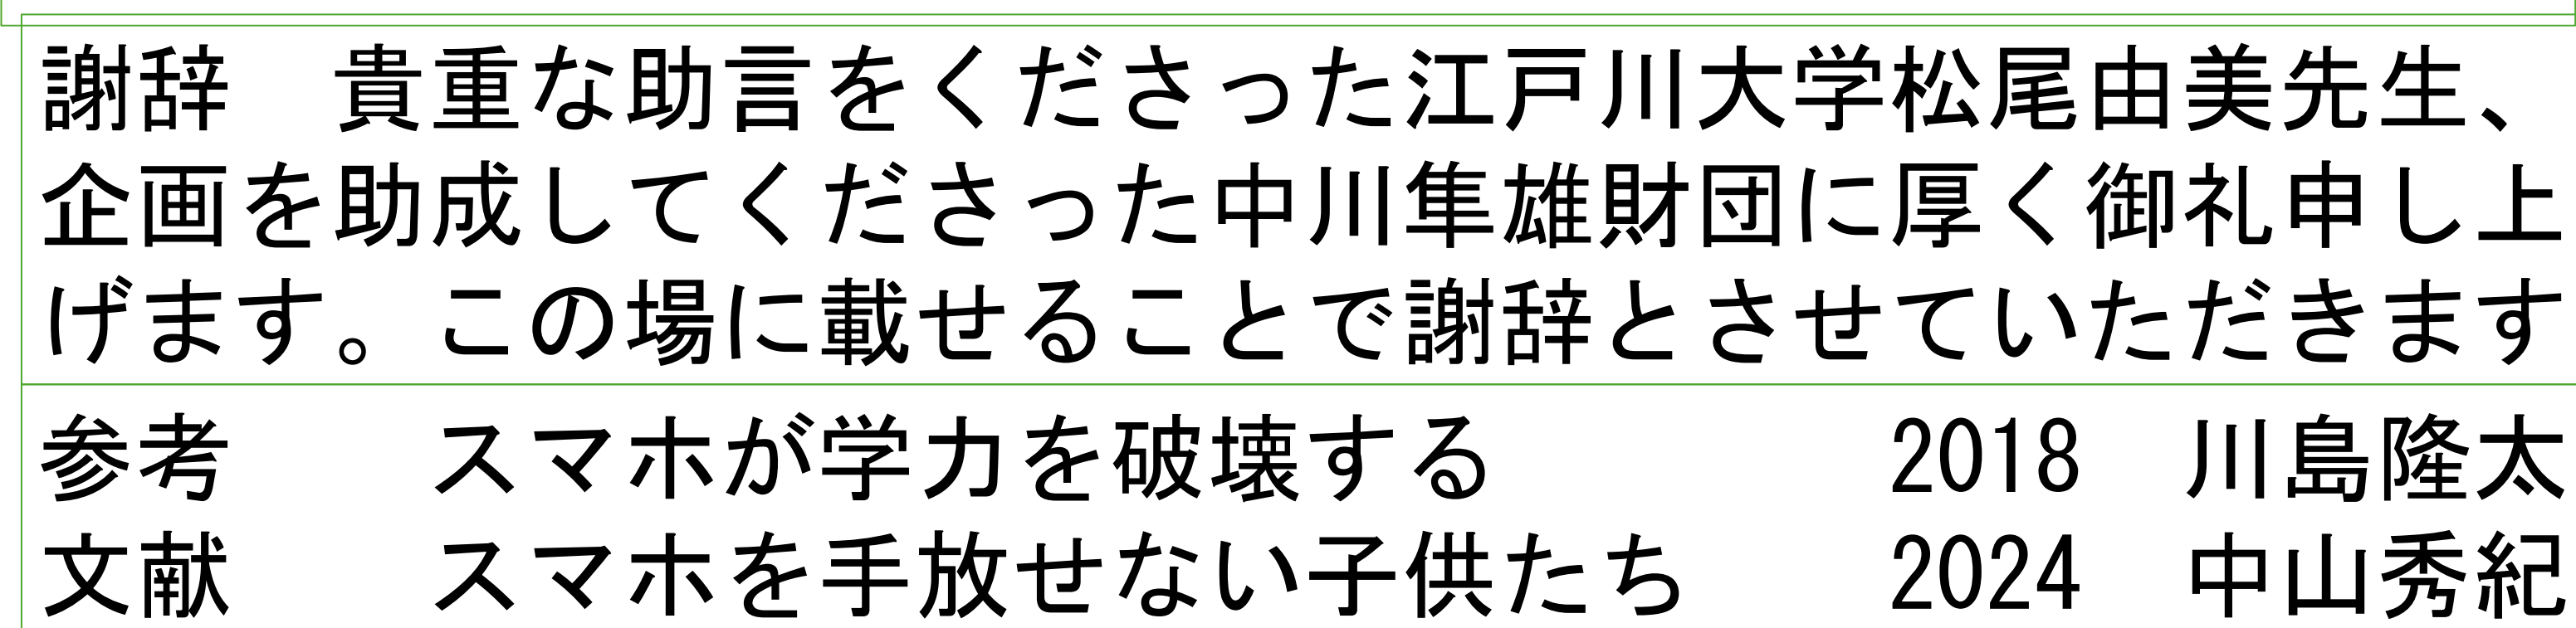 謝辞　貴重な助言をくださった江戸川大学松尾由美先生、
企画を助成してくださった中川隼雄財団に厚く御礼申し上
げます。この場に載せることで謝辞とさせていただきます
参考　　スマホが学力を破壊する　　　　2018　川島隆太
文献　　スマホを手放せない子供たち　　2024　中山秀紀